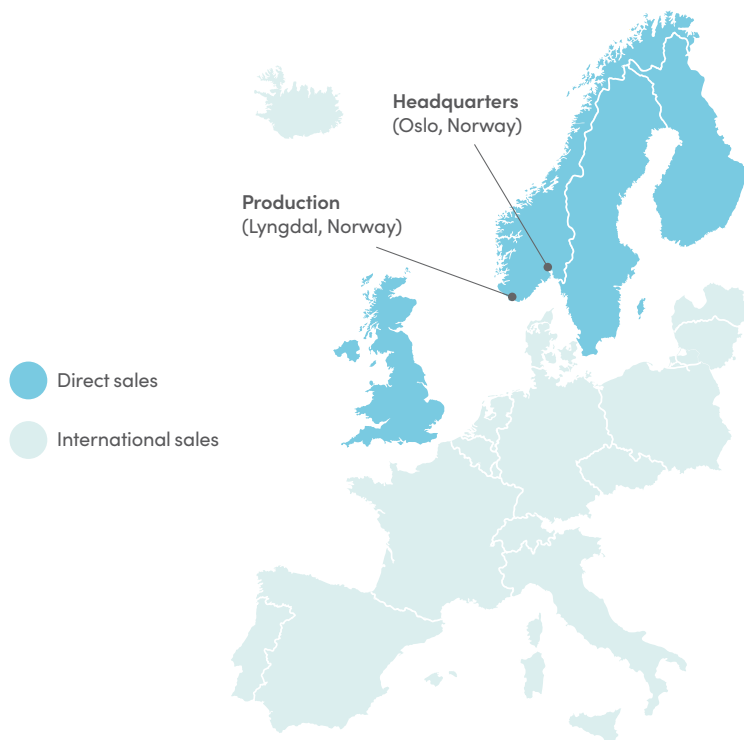 Headquarters
(Oslo, Norway)
Production
(Lyngdal, Norway)
Direct sales
International sales